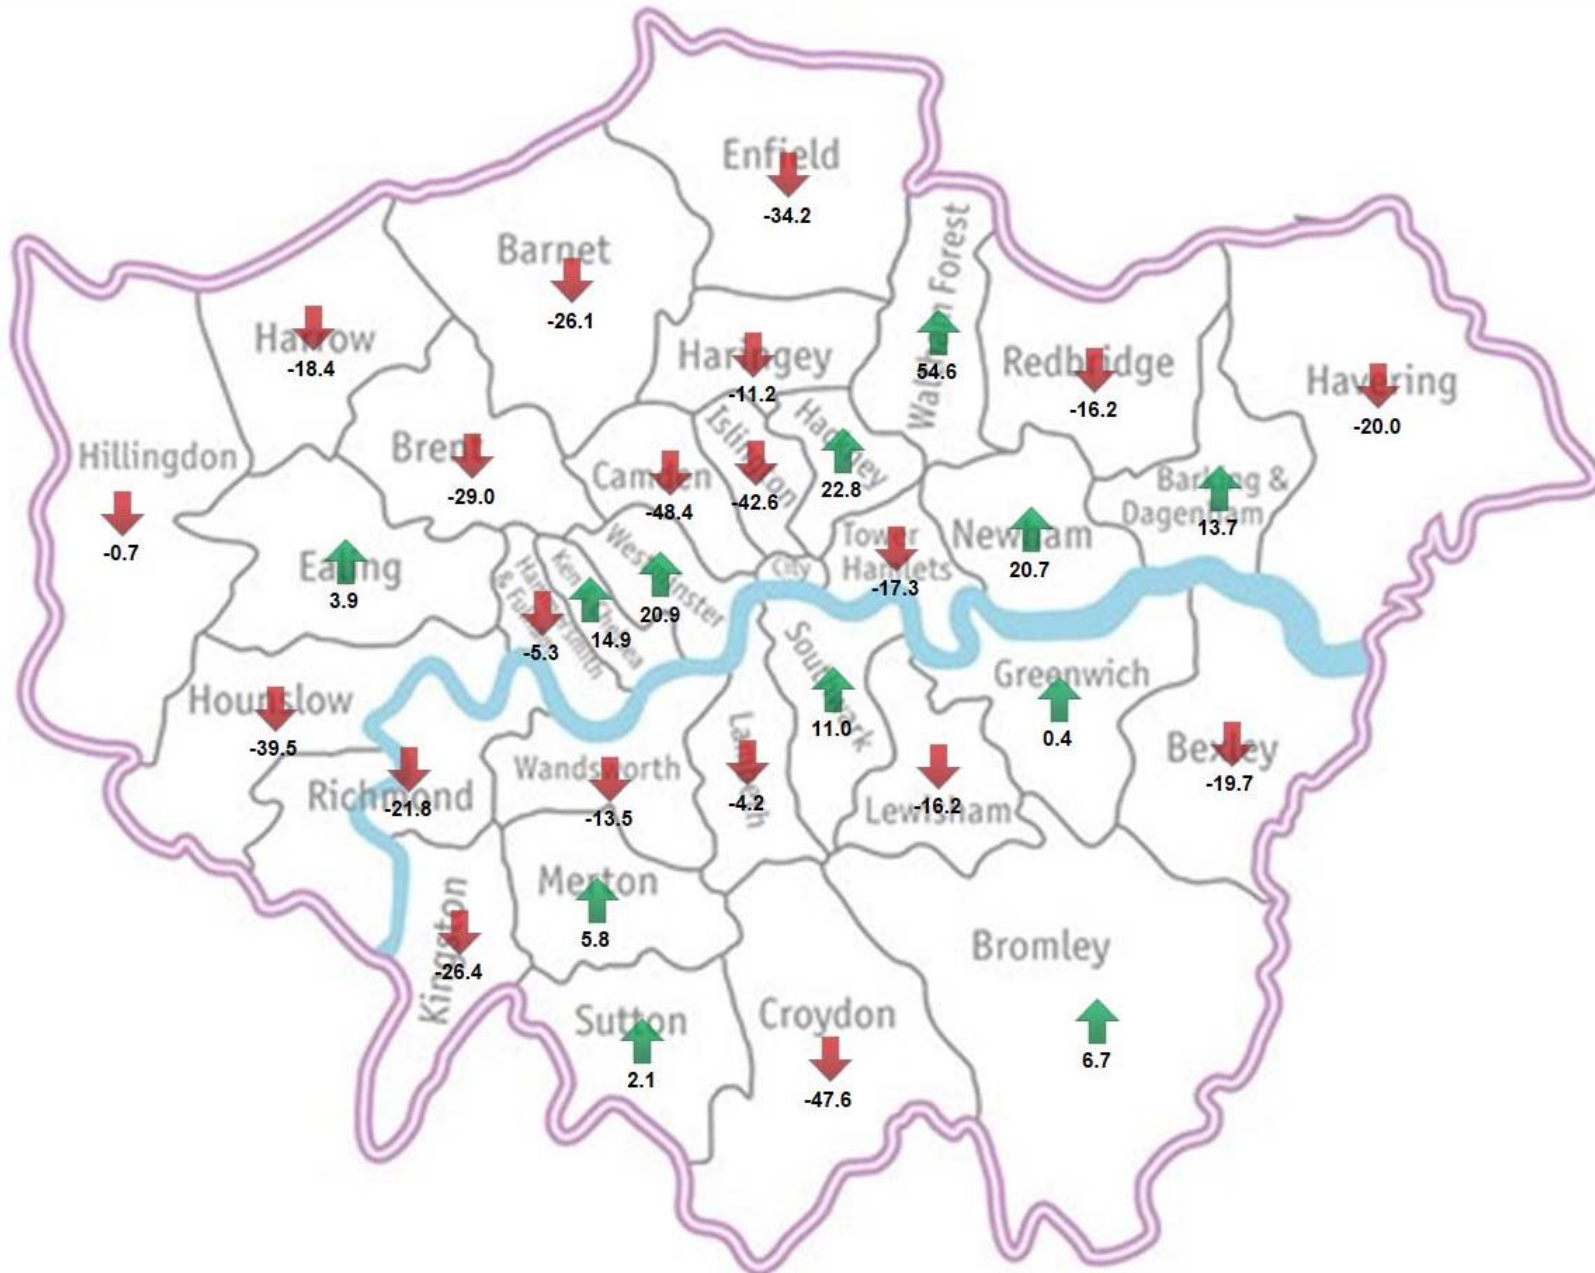 Enfield
-34.2
Barnet
-26.1
Harrow
-18.4
Haringey
-11.2
Waltham Forest
54.6
Redbridge
-16.2
Havering
-20.0
Hillingdon
-0.7
Brent
-29.0
Camden
-48.4
Islington
-42.6
Hackney
22.8
Barking &
Dagenham
13.7
Ealing
3.9
Hammersmith
& Fulham
-5.3
Ken
Chelsea
14.9
Westminster
20.9
City
Tower
Hamlets
-17.3
Newham
20.7
Hounslow
-39.5
Richmond
-21.8
Wandsworth
-13.5
Lambeth
-4.2
Southwark
11.0
Lewisham
-16.2
Greenwich
0.4
Bexley
-19.7
Kingston
-26.4
Merton
5.8
Sutton
2.1
Croydon
-47.6
Bromley
6.7